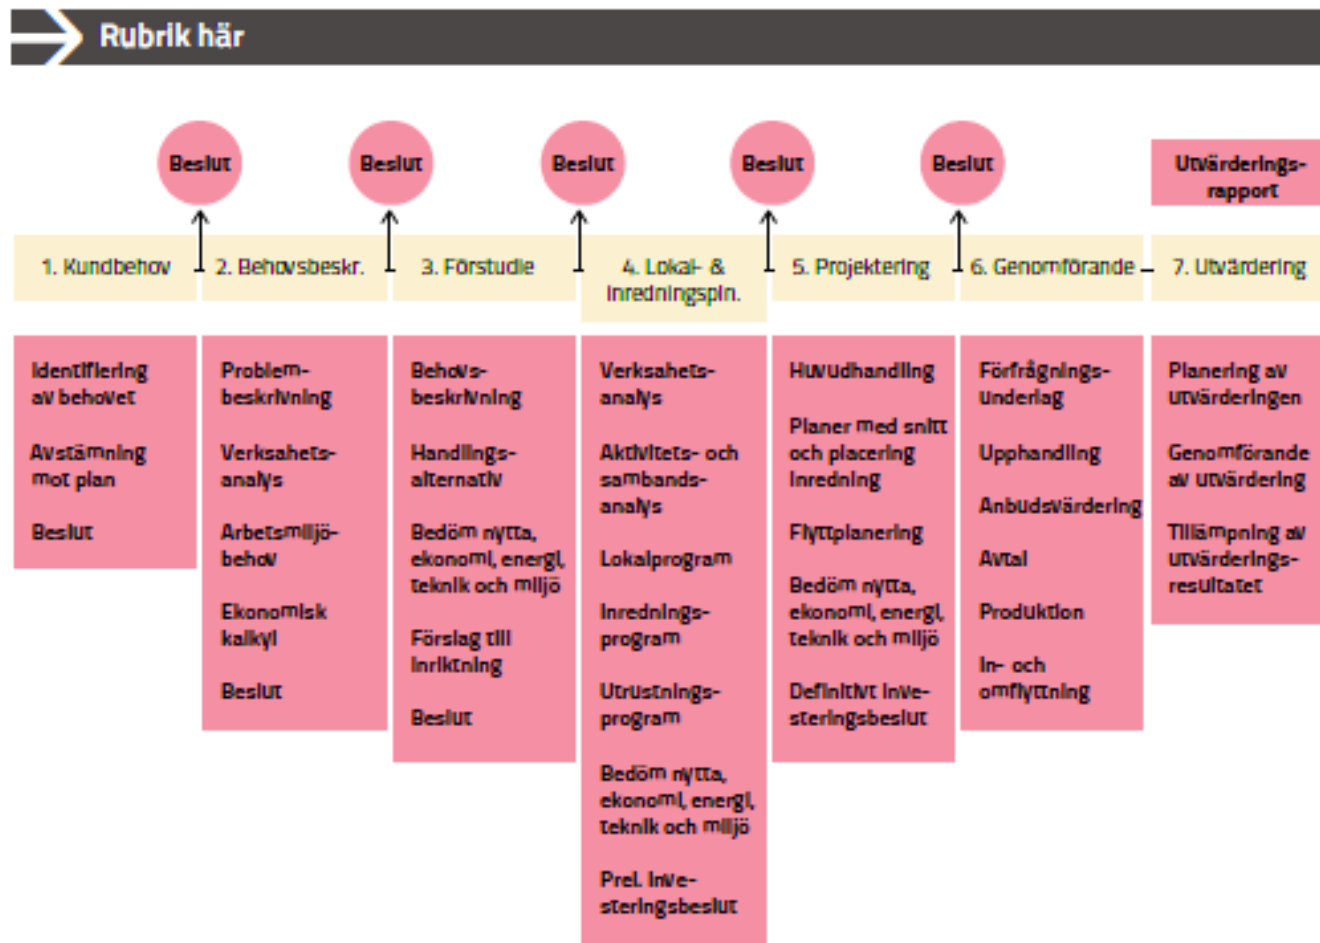 Rubrik här
Beslut
Beslut
Beslut
Beslut
Beslut
Utvärderings-
rapport
1. Kundbehov
2. Behovsbeskr.
3. Förstudie
4. Lokal- &
inredningspln.
5. Projektering
6. Genomförande
7. Utvärdering
Identifiering
av behovet
Avstämning
mot plan
Beslut
Problem-
beskrivning
Verksahets-
analys
Arbetsmiljö-
behov
Ekonomisk
kalkyl
Beslut
Behovs-
beskrivning
Handlings-
alternativ
Bedöm nytta,
ekonomi, energi,
teknik och miljö
Förslag till
inriktning
Beslut
Verksahets-
analys
Aktivitets- och
sambands-
analys
Lokalprogram
Inrednings-
program
Utrustnings-
program
Bedöm nytta,
ekonomi, energi,
teknik och miljö
Prel. inve-
steringsbeslut
Huvudhandling
Planer med snitt
och placering
inredning
Flyttplanering
Bedöm nytta,
ekonomi, energi,
teknik och miljö
Definitivt inve-
steringsbeslut
Förfrågnings-
underlag
Upphandling
Anbudsvärdering
Avtal
Produktion
In- och
omflyttning
Planering av
utvärderingen
Genomförande
av utvärdering
Tillämpning av
utvärderings-
resultatet